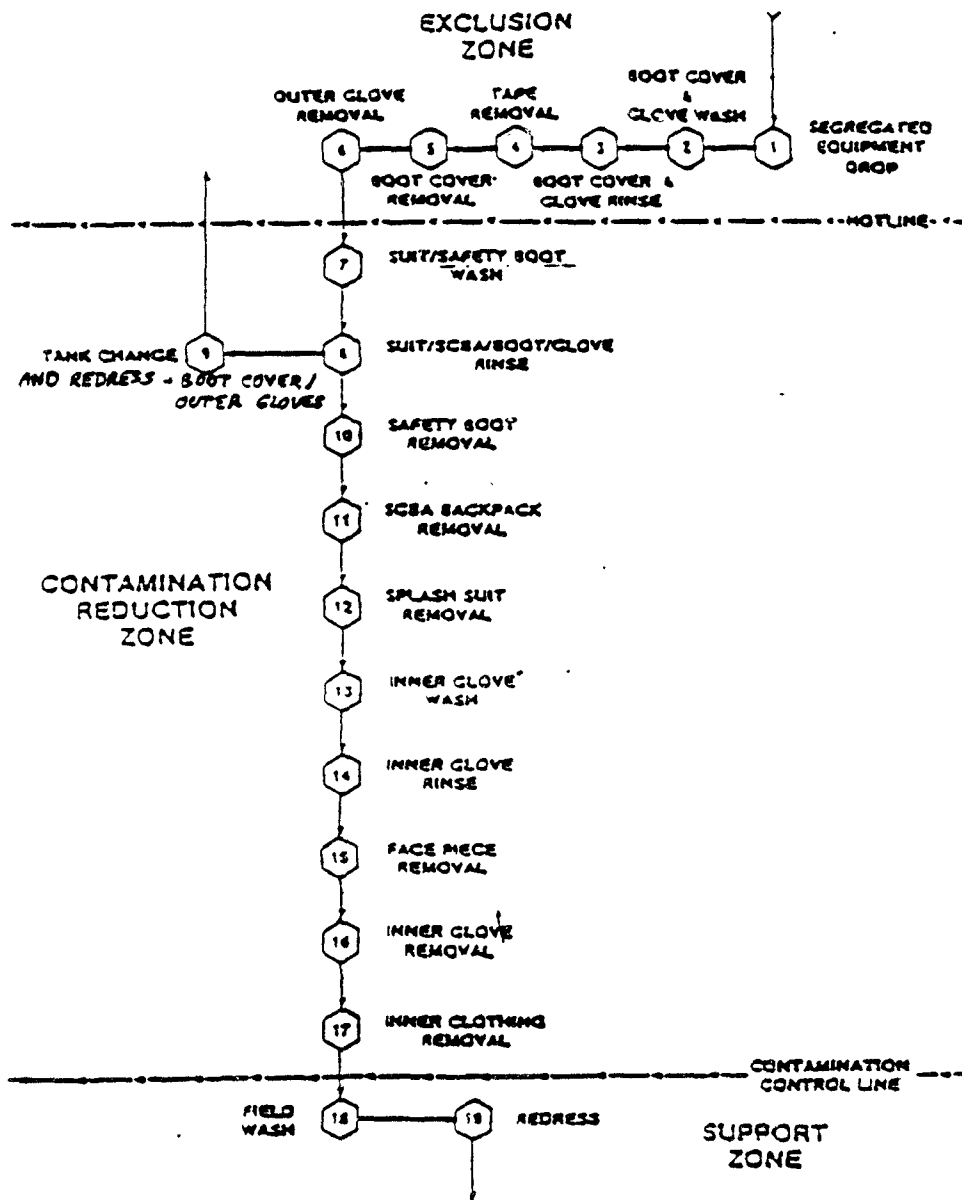 EXCLUSION
ZONE
OUTER GLOVE
REMOVAL
TAPE
REMOVAL
BOOT COVER
&
GLOVE WASH
6
5
4
3
2
1
SEGREGATED
EQUIPMENT
DROP
BOOT COVER
REMOVAL
BOOT COVER &
GLOVE RINSE
HOTLINE
7
SUIT/SAFETY BOOT
WASH
TANK CHANGE
9
8
SUIT/SCBA/BOOT/GLOVE
RINSE
AND REDRESS - BOOT COVER/
OUTER GLOVES
10
SAFETY BOOT
REMOVAL
11
SCBA BACKPACK
REMOVAL
CONTAMINATION
REDUCTION
ZONE
12
SPLASH SUIT
REMOVAL
13
INNER GLOVE
WASH
14
INNER GLOVE
RINSE
15
FACE PIECE
REMOVAL
16
INNER GLOVE
REMOVAL
17
INNER CLOTHING
REMOVAL
CONTAMINATION
CONTROL LINE
FIELD
WASH
18
19
REDRESS
SUPPORT
ZONE